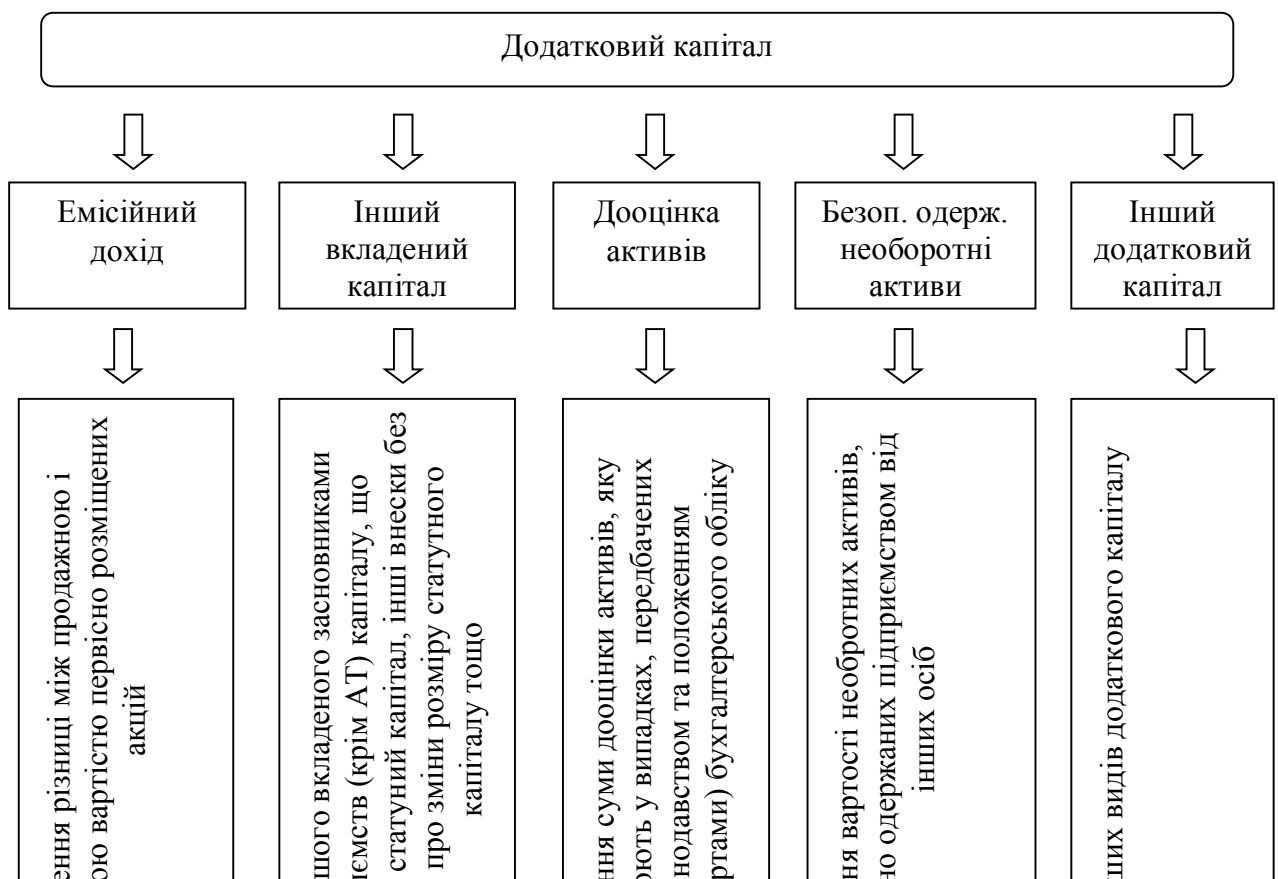 Додатковий капітал
Емісійний
дохід
Інший
вкладений
капітал
Дооцінка
активів
Безоп. одерж.
необоротні
активи
Інший
додатковий
капітал
різниці між продажною і
вартістю первісно розміщених
акцій
вкладеного засновниками
(крім АТ) капіталу, що
статуний капітал, інші внески без
про зміни розміру статутного
капіталу тощо
суми дооцінки активів, яку
у випадках, передбачених
та положенням
бухгалтерського обліку
вартості необротних активів,
одержаних підприємством від
інших осіб
видів додаткового капіталу